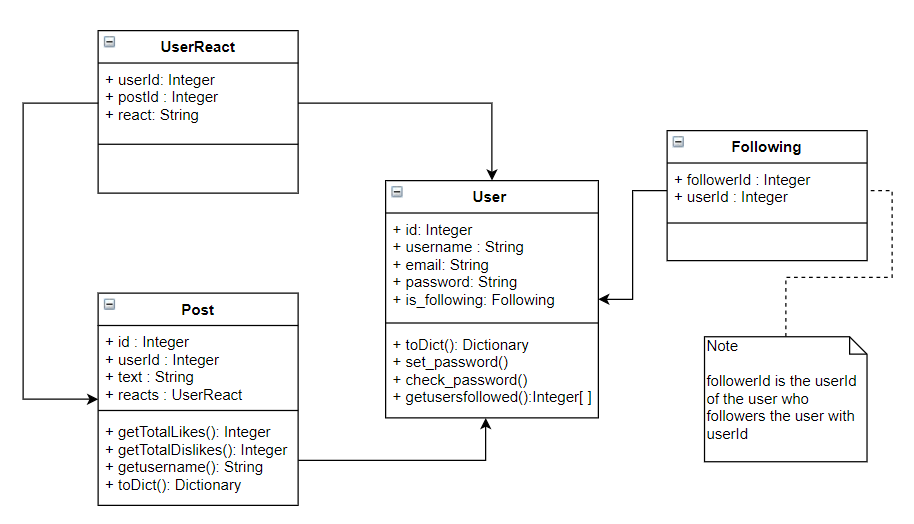 UserReact
+ userId: Integer
+ postId : Integer
+ react: String
Following
+ followerId : Integer
+ userId : Integer
User
+ id: Integer
+ username : String
+ email: String
+ password: String
+ is_following: Following
+ toDict(): Dictionary
+ set_password()
+ check_password()
+ getusersfollowed():Integer[ ]
Post
+ id : Integer
+ userId : Integer
+ text : String
+ reacts : UserReact
+ getTotalLikes(): Integer
+ getTotalDislikes(): Integer
+ getusername(): String
+ toDict(): Dictionary
Note
followerId is the userId
of the user who
followers the user with
userId